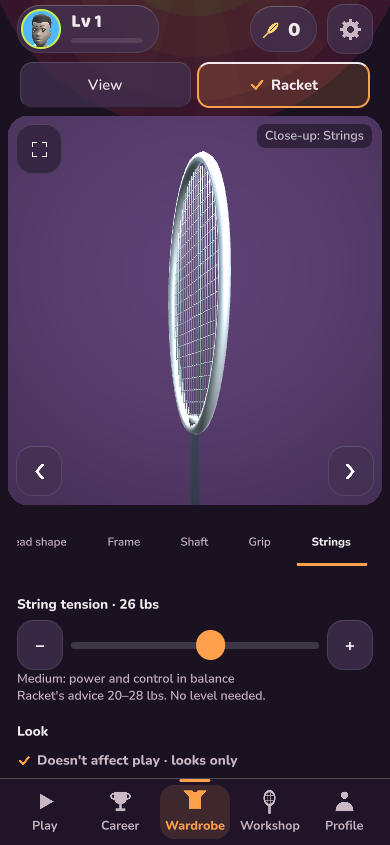 Lv 1
0
View
Racket
Close-up: Strings
ead shape
Frame
Shaft
Grip
Strings
String tension · 26 lbs
−
+
Medium: power and control in balance
Racket's advice 20–28 lbs. No level needed.
Look
Doesn't affect play · looks only
Play
Career
Wardrobe
Workshop
Profile